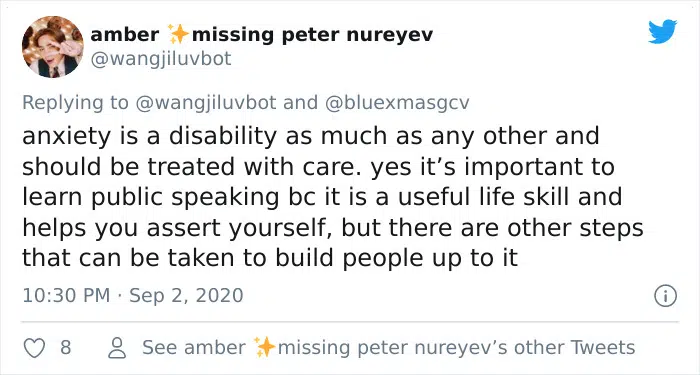 amber ✨missing peter nureyev
@wangjiluvbot
Replying to @wangjiluvbot and @bluexmasgcv
anxiety is a disability as much as any other and
should be treated with care. yes it’s important to
learn public speaking bc it is a useful life skill and
helps you assert yourself, but there are other steps
that can be taken to build people up to it
10:30 PM · Sep 2, 2020
8 See amber ✨missing peter nureyev’s other Tweets